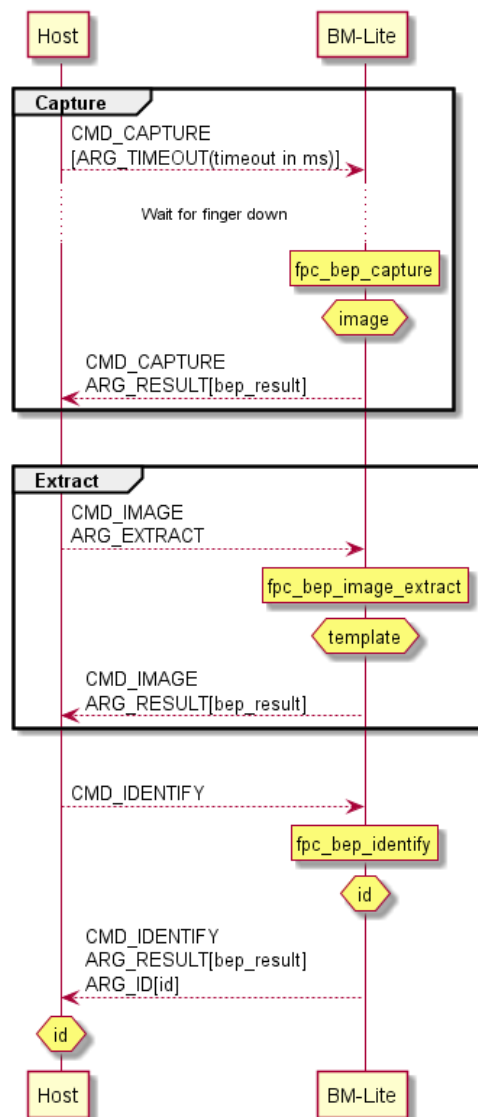 Host
BM-Lite
Capture
CMD_CAPTURE
[ARG_TIMEOUT(timeout in ms)]
Wait for finger down
fpc_bep_capture
image
CMD_CAPTURE
ARG_RESULT[bep_result]
Extract
CMD_IMAGE
ARG_EXTRACT
fpc_bep_image_extract
template
CMD_IMAGE
ARG_RESULT[bep_result]
CMD_IDENTIFY
fpc_bep_identify
id
CMD_IDENTIFY
ARG_RESULT[bep_result]
ARG_ID[id]
id
Host
BM-Lite